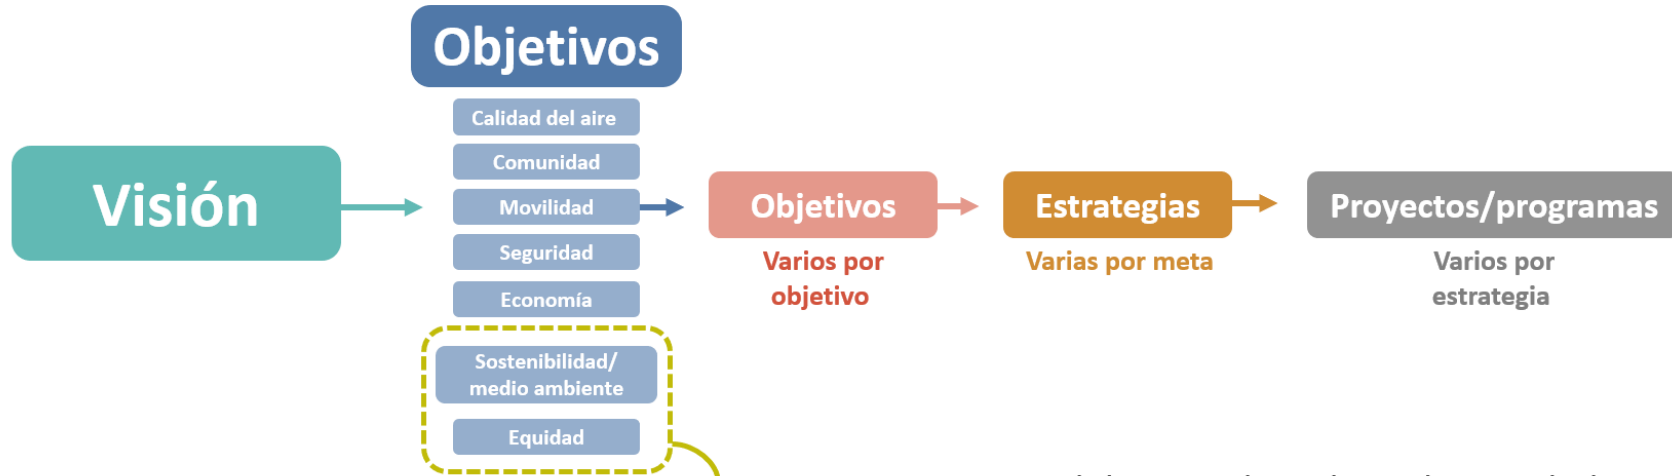 Objetivos
Calidad del aire
Comunidad
Visión
Movilidad
Seguridad
Economía
Sostenibilidad/
medio ambiente
Equidad
Objetivos
Varios por
objetivo
Estrategias
Varias por meta
Proyectos/programas
Varios por
estrategia